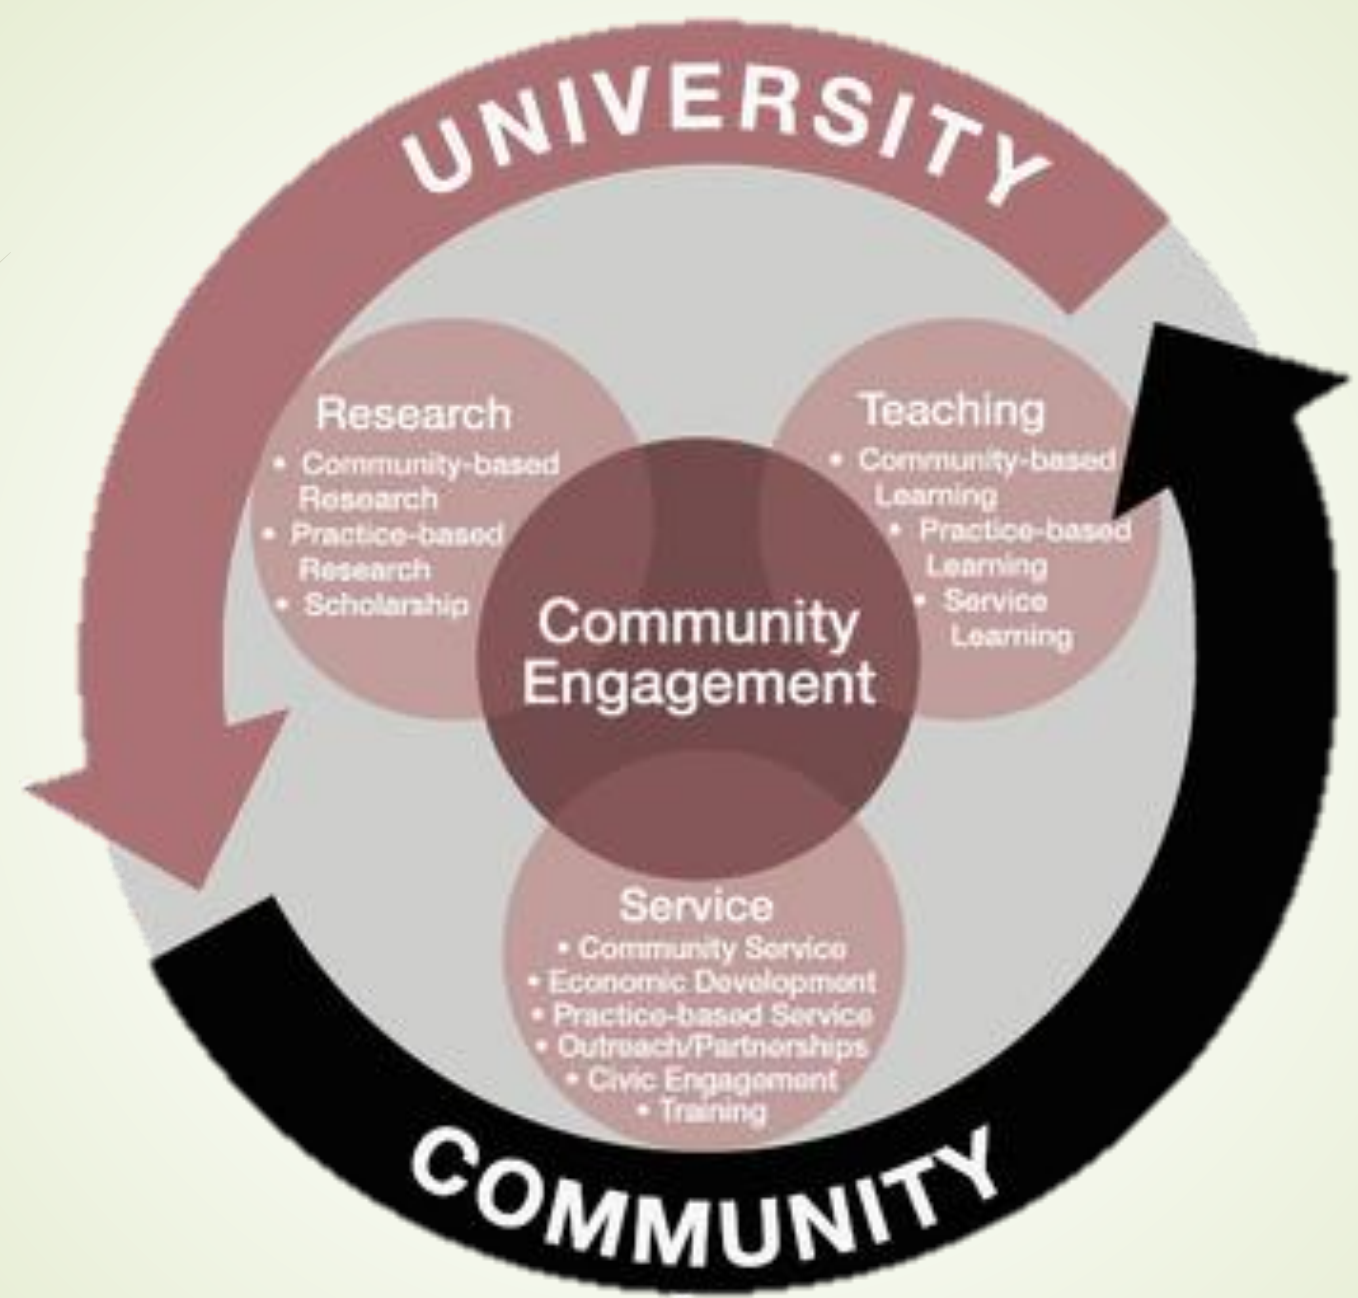 UNIVERSITY
Research
• Community-based
Research
• Practice-based
Research
• Scholarship
Teaching
• Community-based
Learning
• Practice-based
Learning
• Service
Learning
Community
Engagement
Service
• Community Service
• Economic Development
• Practice-based Service
• Outreach/Partnerships
• Civic Engagement
• Training
COMMUNITY